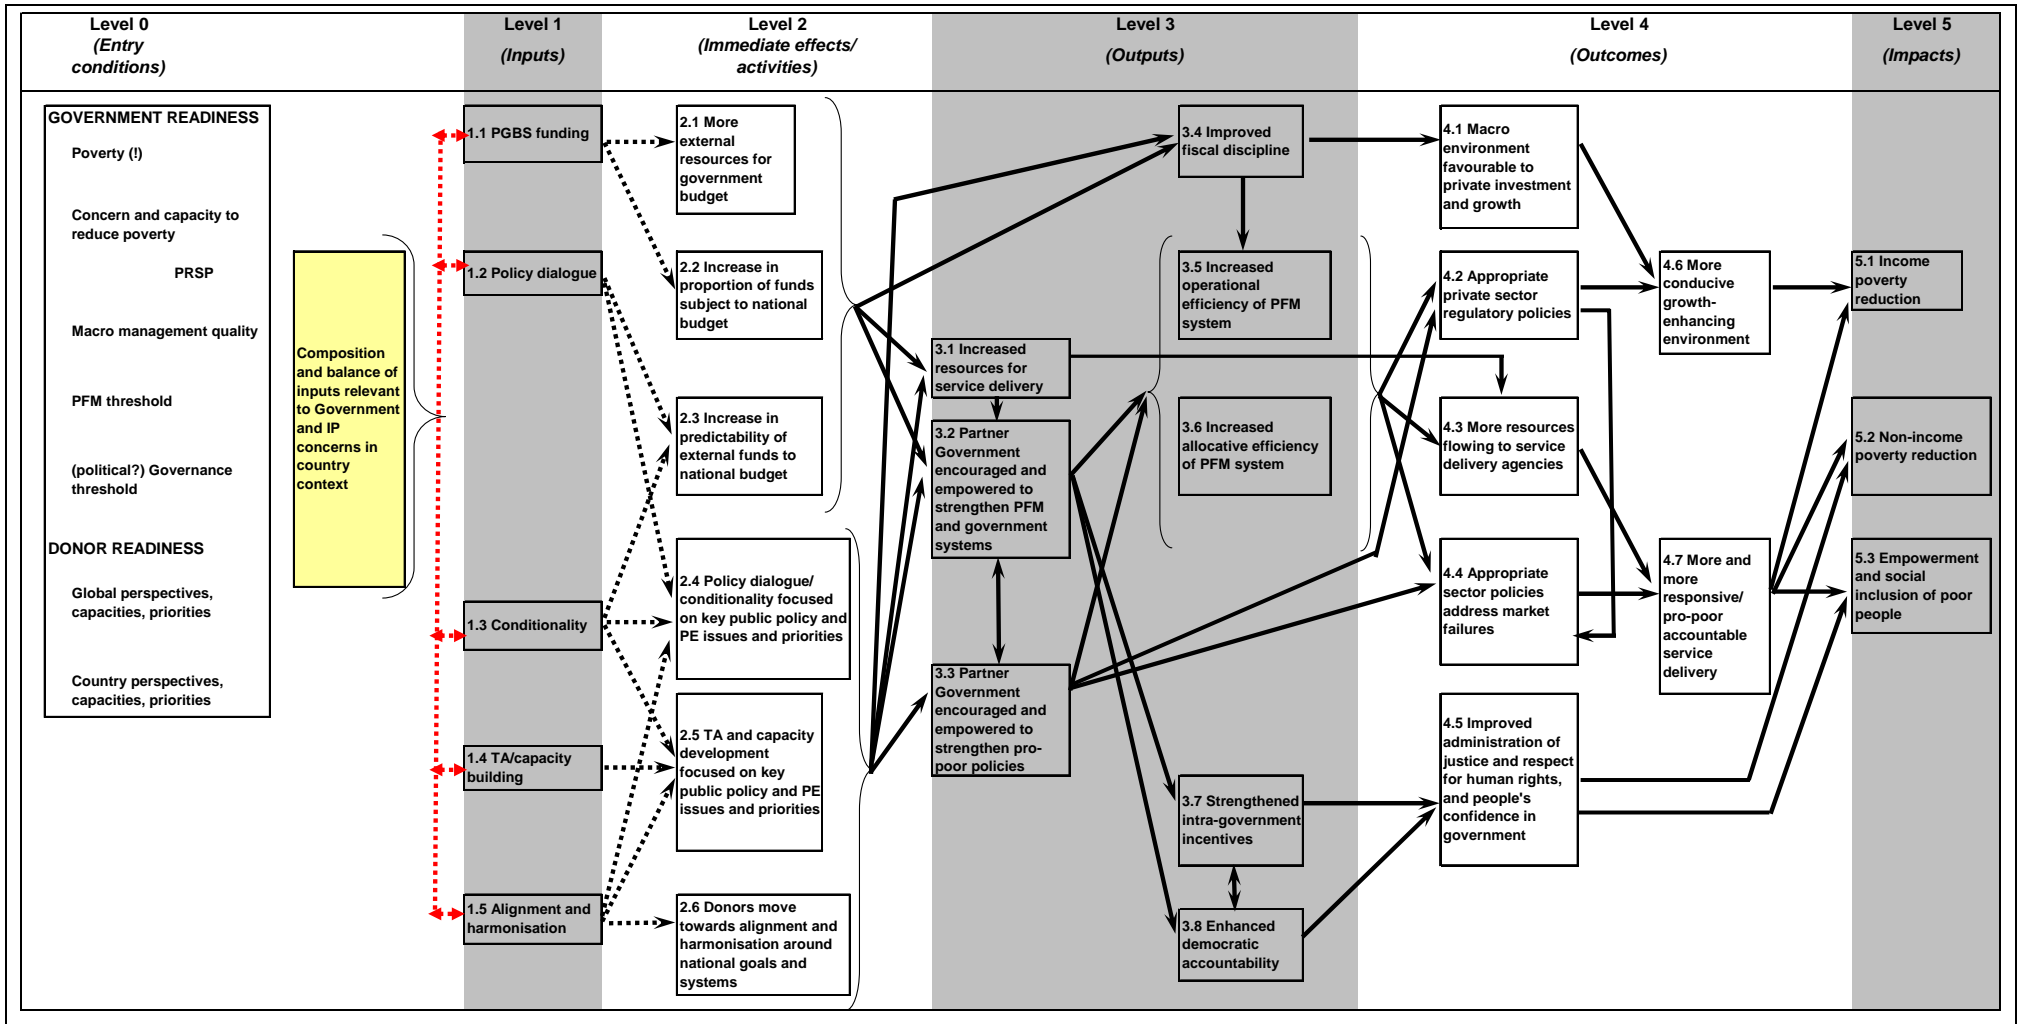 Level 0
(Entry
conditions)
Level 1
(Inputs)
Level 2
(Immediate effects/
activities)
Level 3
(Outputs)
Level 4
(Outcomes)
Level 5
(Impacts)
GOVERNMENT READINESS
Poverty (!)
Concern and capacity to
reduce poverty
PRSP
Macro management quality
PFM threshold
(political?) Governance
threshold
DONOR READINESS
Global perspectives,
capacities, priorities
Country perspectives,
capacities, priorities
Composition
and balance of
inputs relevant
to Government
and IP
concerns in
country
context
1.1 PGBS funding
1.2 Policy dialogue
1.3 Conditionality
1.4 TA/capacity
building
1.5 Alignment and
harmonisation
2.1 More
external
resources for
government
budget
2.2 Increase in
proportion of funds
subject to national
budget
2.3 Increase in
predictability of
external funds to
national budget
2.4 Policy dialogue/
conditionality focused
on key public policy and
PE issues and priorities
2.5 TA and capacity
development
focused on key
public policy and PE
issues and priorities
2.6 Donors move
towards alignment and
harmonisation around
national goals and
systems
3.1 Increased
resources for
service delivery
3.2 Partner
Government
encouraged and
empowered to
strengthen PFM
and government
systems
3.3 Partner
Government
encouraged and
empowered to
strengthen pro-
poor policies
3.4 Improved
fiscal discipline
3.5 Increased
operational
efficiency of PFM
system
3.6 Increased
allocative efficiency
of PFM system
3.7 Strengthened
intra-government
incentives
3.8 Enhanced
democratic
accountability
4.1 Macro
environment
favourable to
private investment
and growth
4.2 Appropriate
private sector
regulatory policies
4.3 More resources
flowing to service
delivery agencies
4.4 Appropriate
sector policies
address market
failures
4.5 Improved
administration of
justice and respect
for human rights,
and people's
confidence in
government
4.6 More
conducive
growth-
enhancing
environment
4.7 More and
more
responsive/
pro-poor
accountable
service
delivery
5.1 Income
poverty
reduction
5.2 Non-income
poverty reduction
5.3 Empowerment
and social
inclusion of poor
people